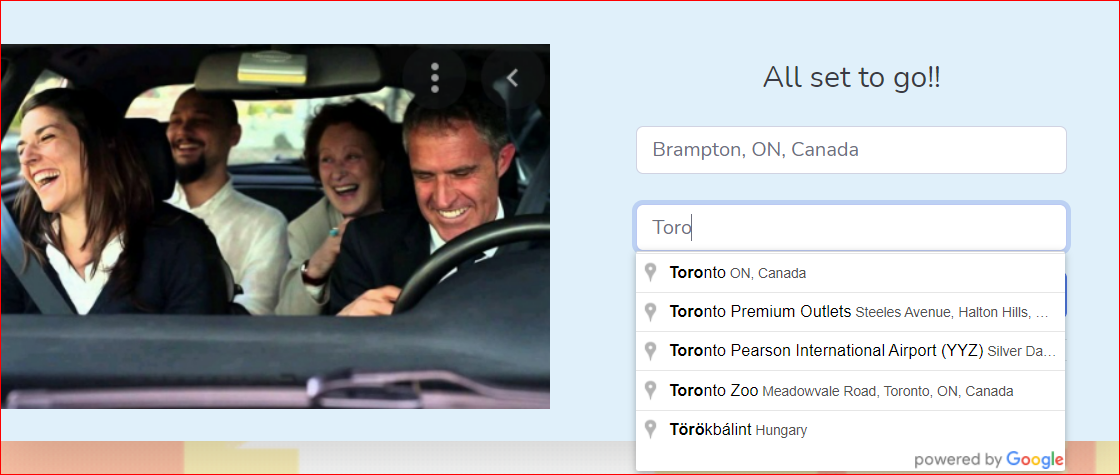 All set to go!!
Brampton, ON, Canada
Toro
Toronto ON, Canada
Toronto Premium Outlets Steeles Avenue, Halton Hills, ...
Toronto Pearson International Airport (YYZ) Silver Da...
Toronto Zoo Meadowvale Road, Toronto, ON, Canada
Törökbálint Hungary
powered by Google